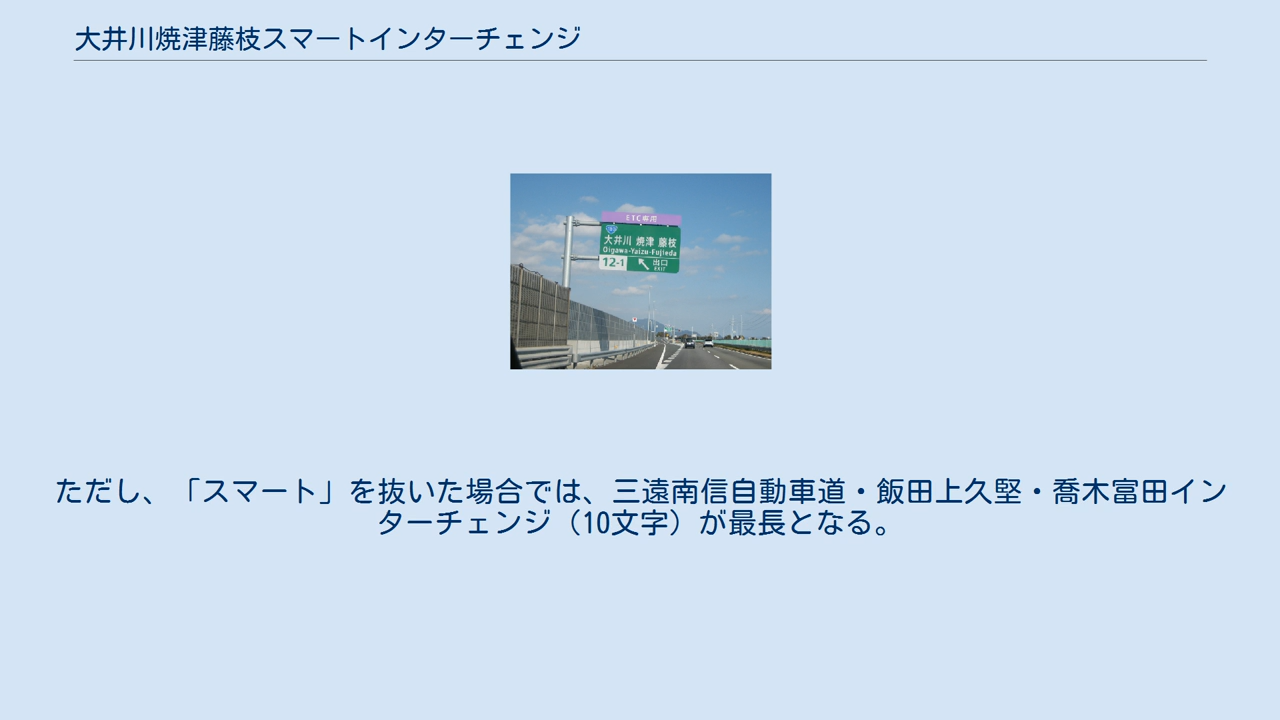 大井川焼津藤枝スマートインターチェンジ
ETC専用
大井川 焼津 藤枝
Oigawa-Yaizu-Fujieda
12-1 出口
EXIT
ただし、「スマート」を抜いた場合では、三遠南信自動車道・飯田上久堅・喬木富田イン
ターチェンジ（10文字）が最長となる。